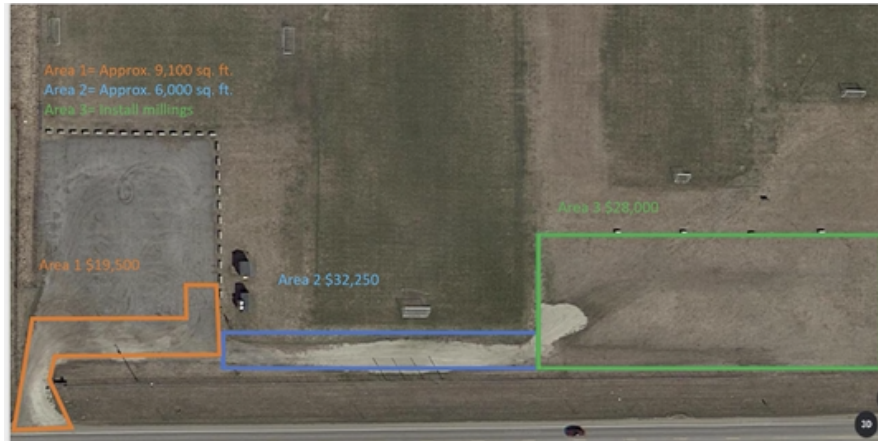 Area 1= Approx. 9,100 sq. ft.
Area 2= Approx. 6,000 sq. ft.
Area 3= Install millings
Area 3 $28,000
Area 1 $19,500
Area 2 $32,250
3D